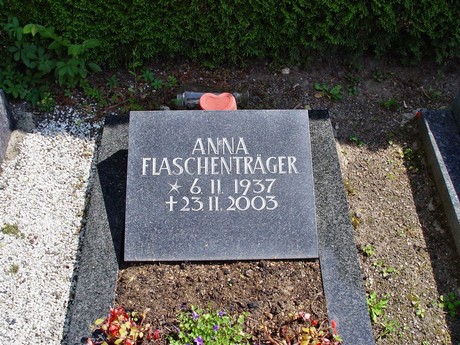 ANNA
FLASCHENTRÄGER
* 6. 11. 1937
✝ 23. 11. 2003